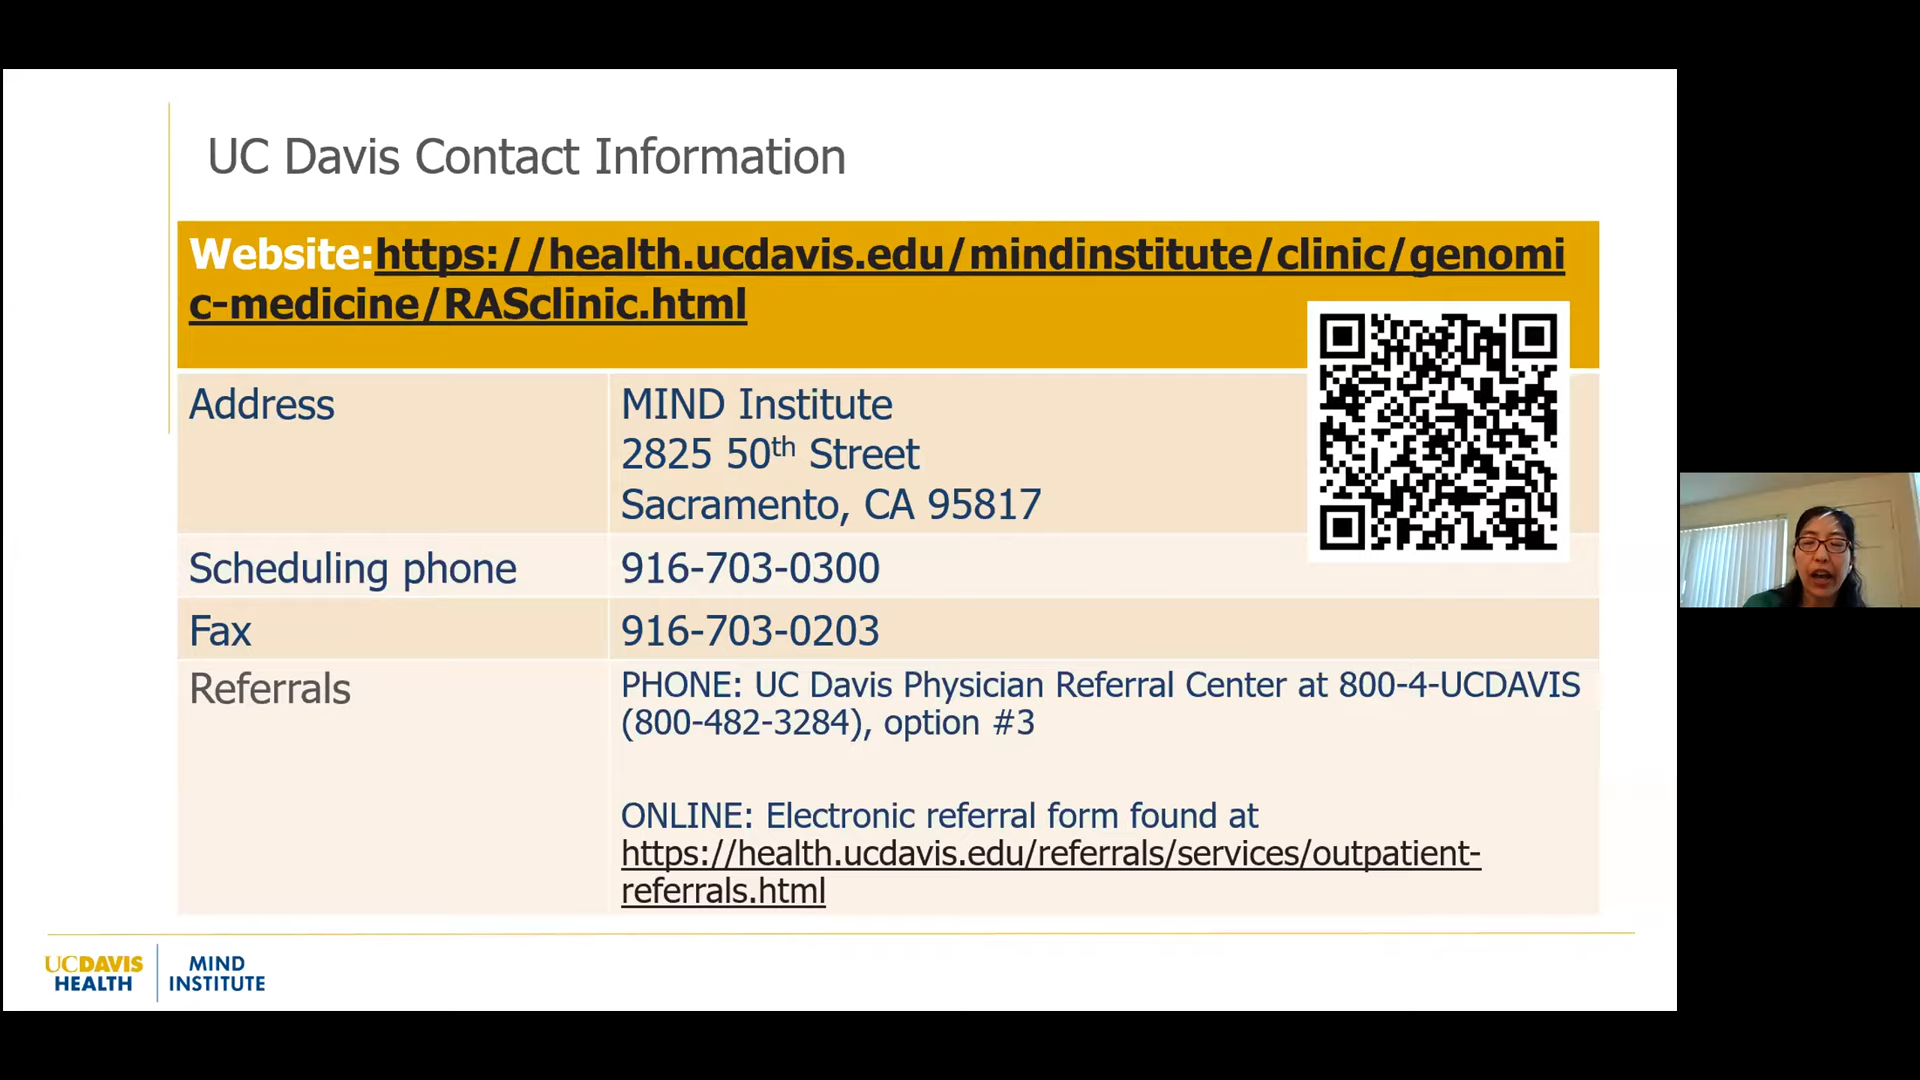 UC Davis Contact Information
Website:https://health.ucdavis.edu/mindinstitute/clinic/genomi
c-medicine/RASclinic.html
Address
MIND Institute
2825 50th Street
Sacramento, CA 95817
Scheduling phone
916-703-0300
Fax
916-703-0203
Referrals
PHONE: UC Davis Physician Referral Center at 800-4-UCDAVIS
(800-482-3284), option #3
ONLINE: Electronic referral form found at
https://health.ucdavis.edu/referrals/services/outpatient-
referrals.html
UCDAVIS
HEALTH
MIND
INSTITUTE